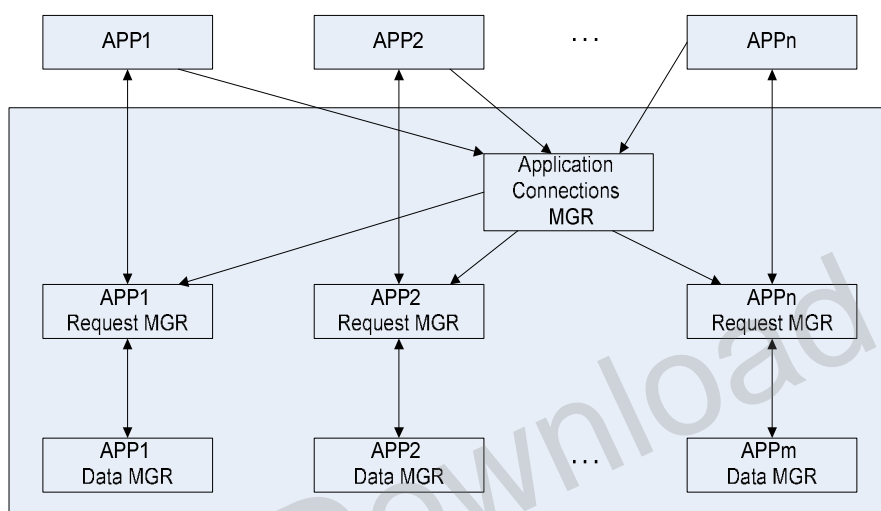 APP1
APP2
...
APPn
Application
Connections
MGR
APP1
Request MGR
APP2
Request MGR
APPn
Request MGR
APP1
Data MGR
APP2
Data MGR
...
APPm
Data MGR
Download